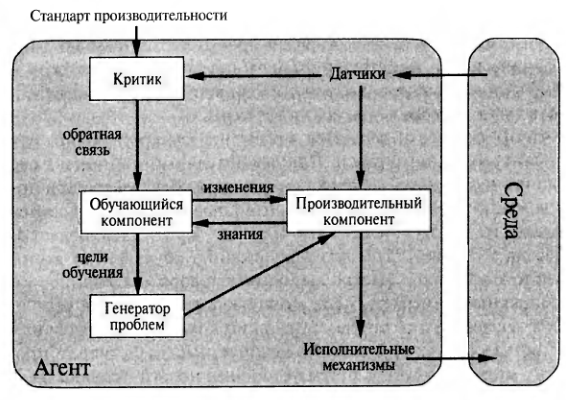 Стандарт производительности
Критик
Датчики
обратная
связь
изменения
Обучающийся
компонент
Производительный
компонент
знания
Среда
цели
обучения
Генератор
проблем
Исполнительные
механизмы
Агент